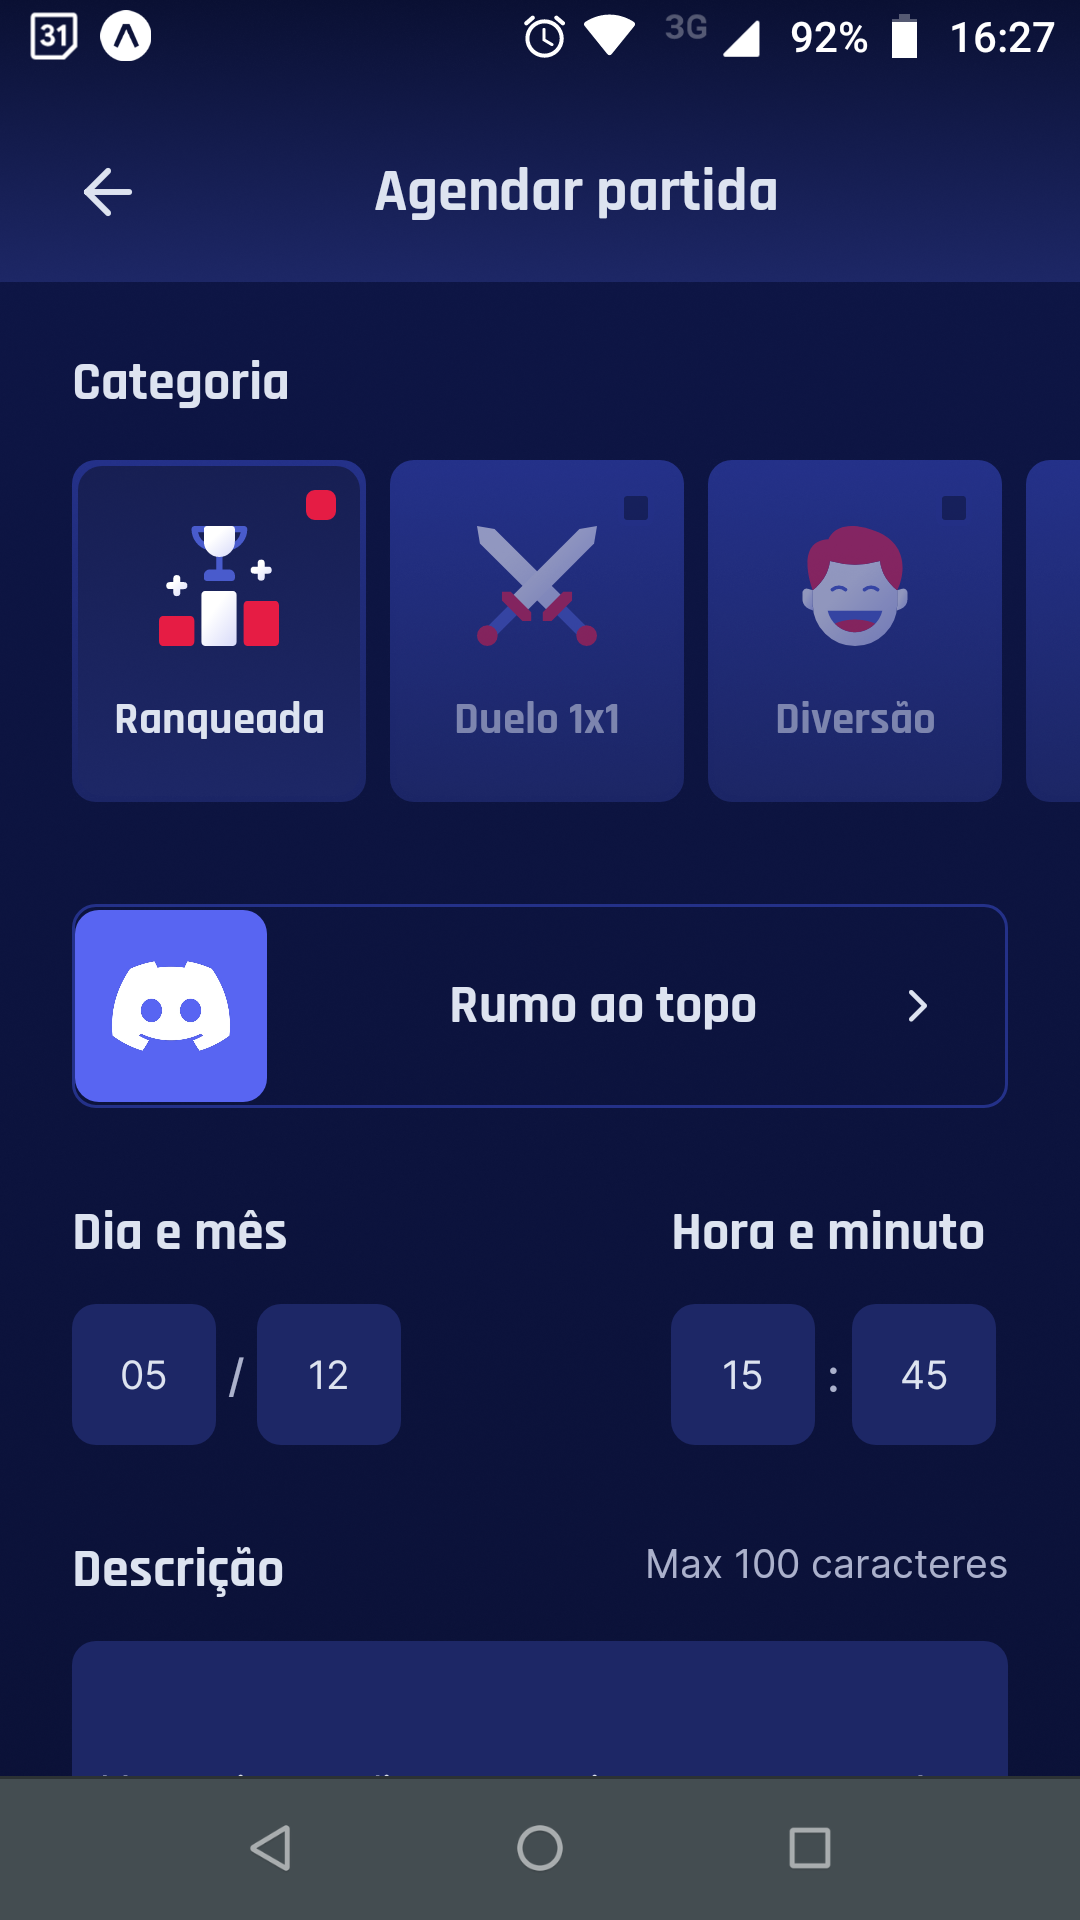 31 3G 92% 16:27
Agendar partida
Categoria
Ranqueada Duelo 1x1 Diversão
Rumo ao topo
Dia e mês Hora e minuto
05 / 12 15 : 45
Descrição Max 100 caracteres